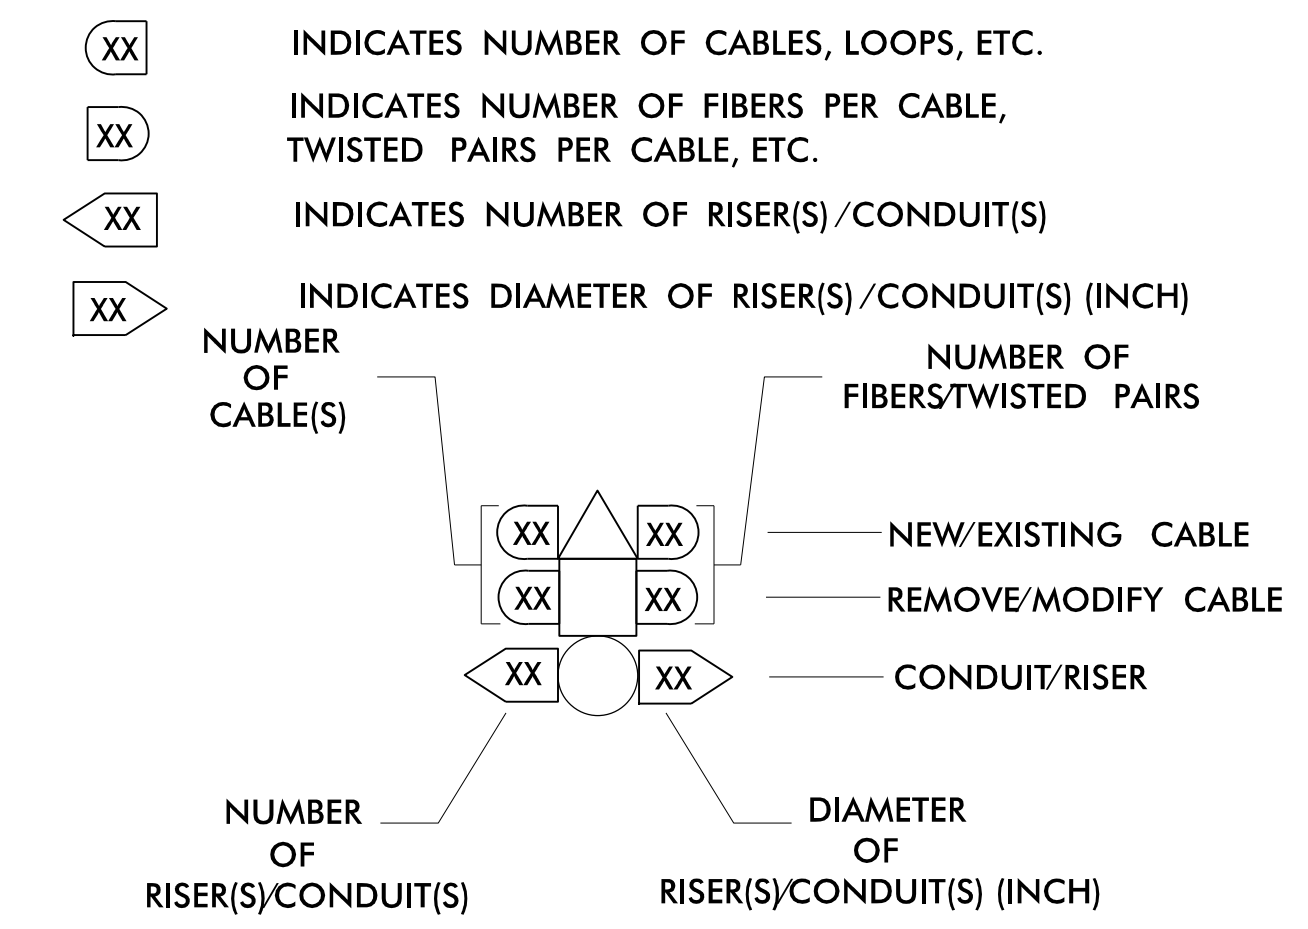 XX INDICATES NUMBER OF CABLES, LOOPS, ETC.
XX INDICATES NUMBER OF FIBERS PER CABLE,
TWISTED PAIRS PER CABLE, ETC.
XX INDICATES NUMBER OF RISER(S)/CONDUIT(S)
XX INDICATES DIAMETER OF RISER(S)/CONDUIT(S) (INCH)
NUMBER
OF
CABLE(S)
NUMBER OF
FIBERS/TWISTED PAIRS
XX XX NEW/EXISTING CABLE
XX XX REMOVE/MODIFY CABLE
XX XX CONDUIT/RISER
NUMBER
OF
RISER(S)/CONDUIT(S)
DIAMETER
OF
RISER(S)/CONDUIT(S) (INCH)